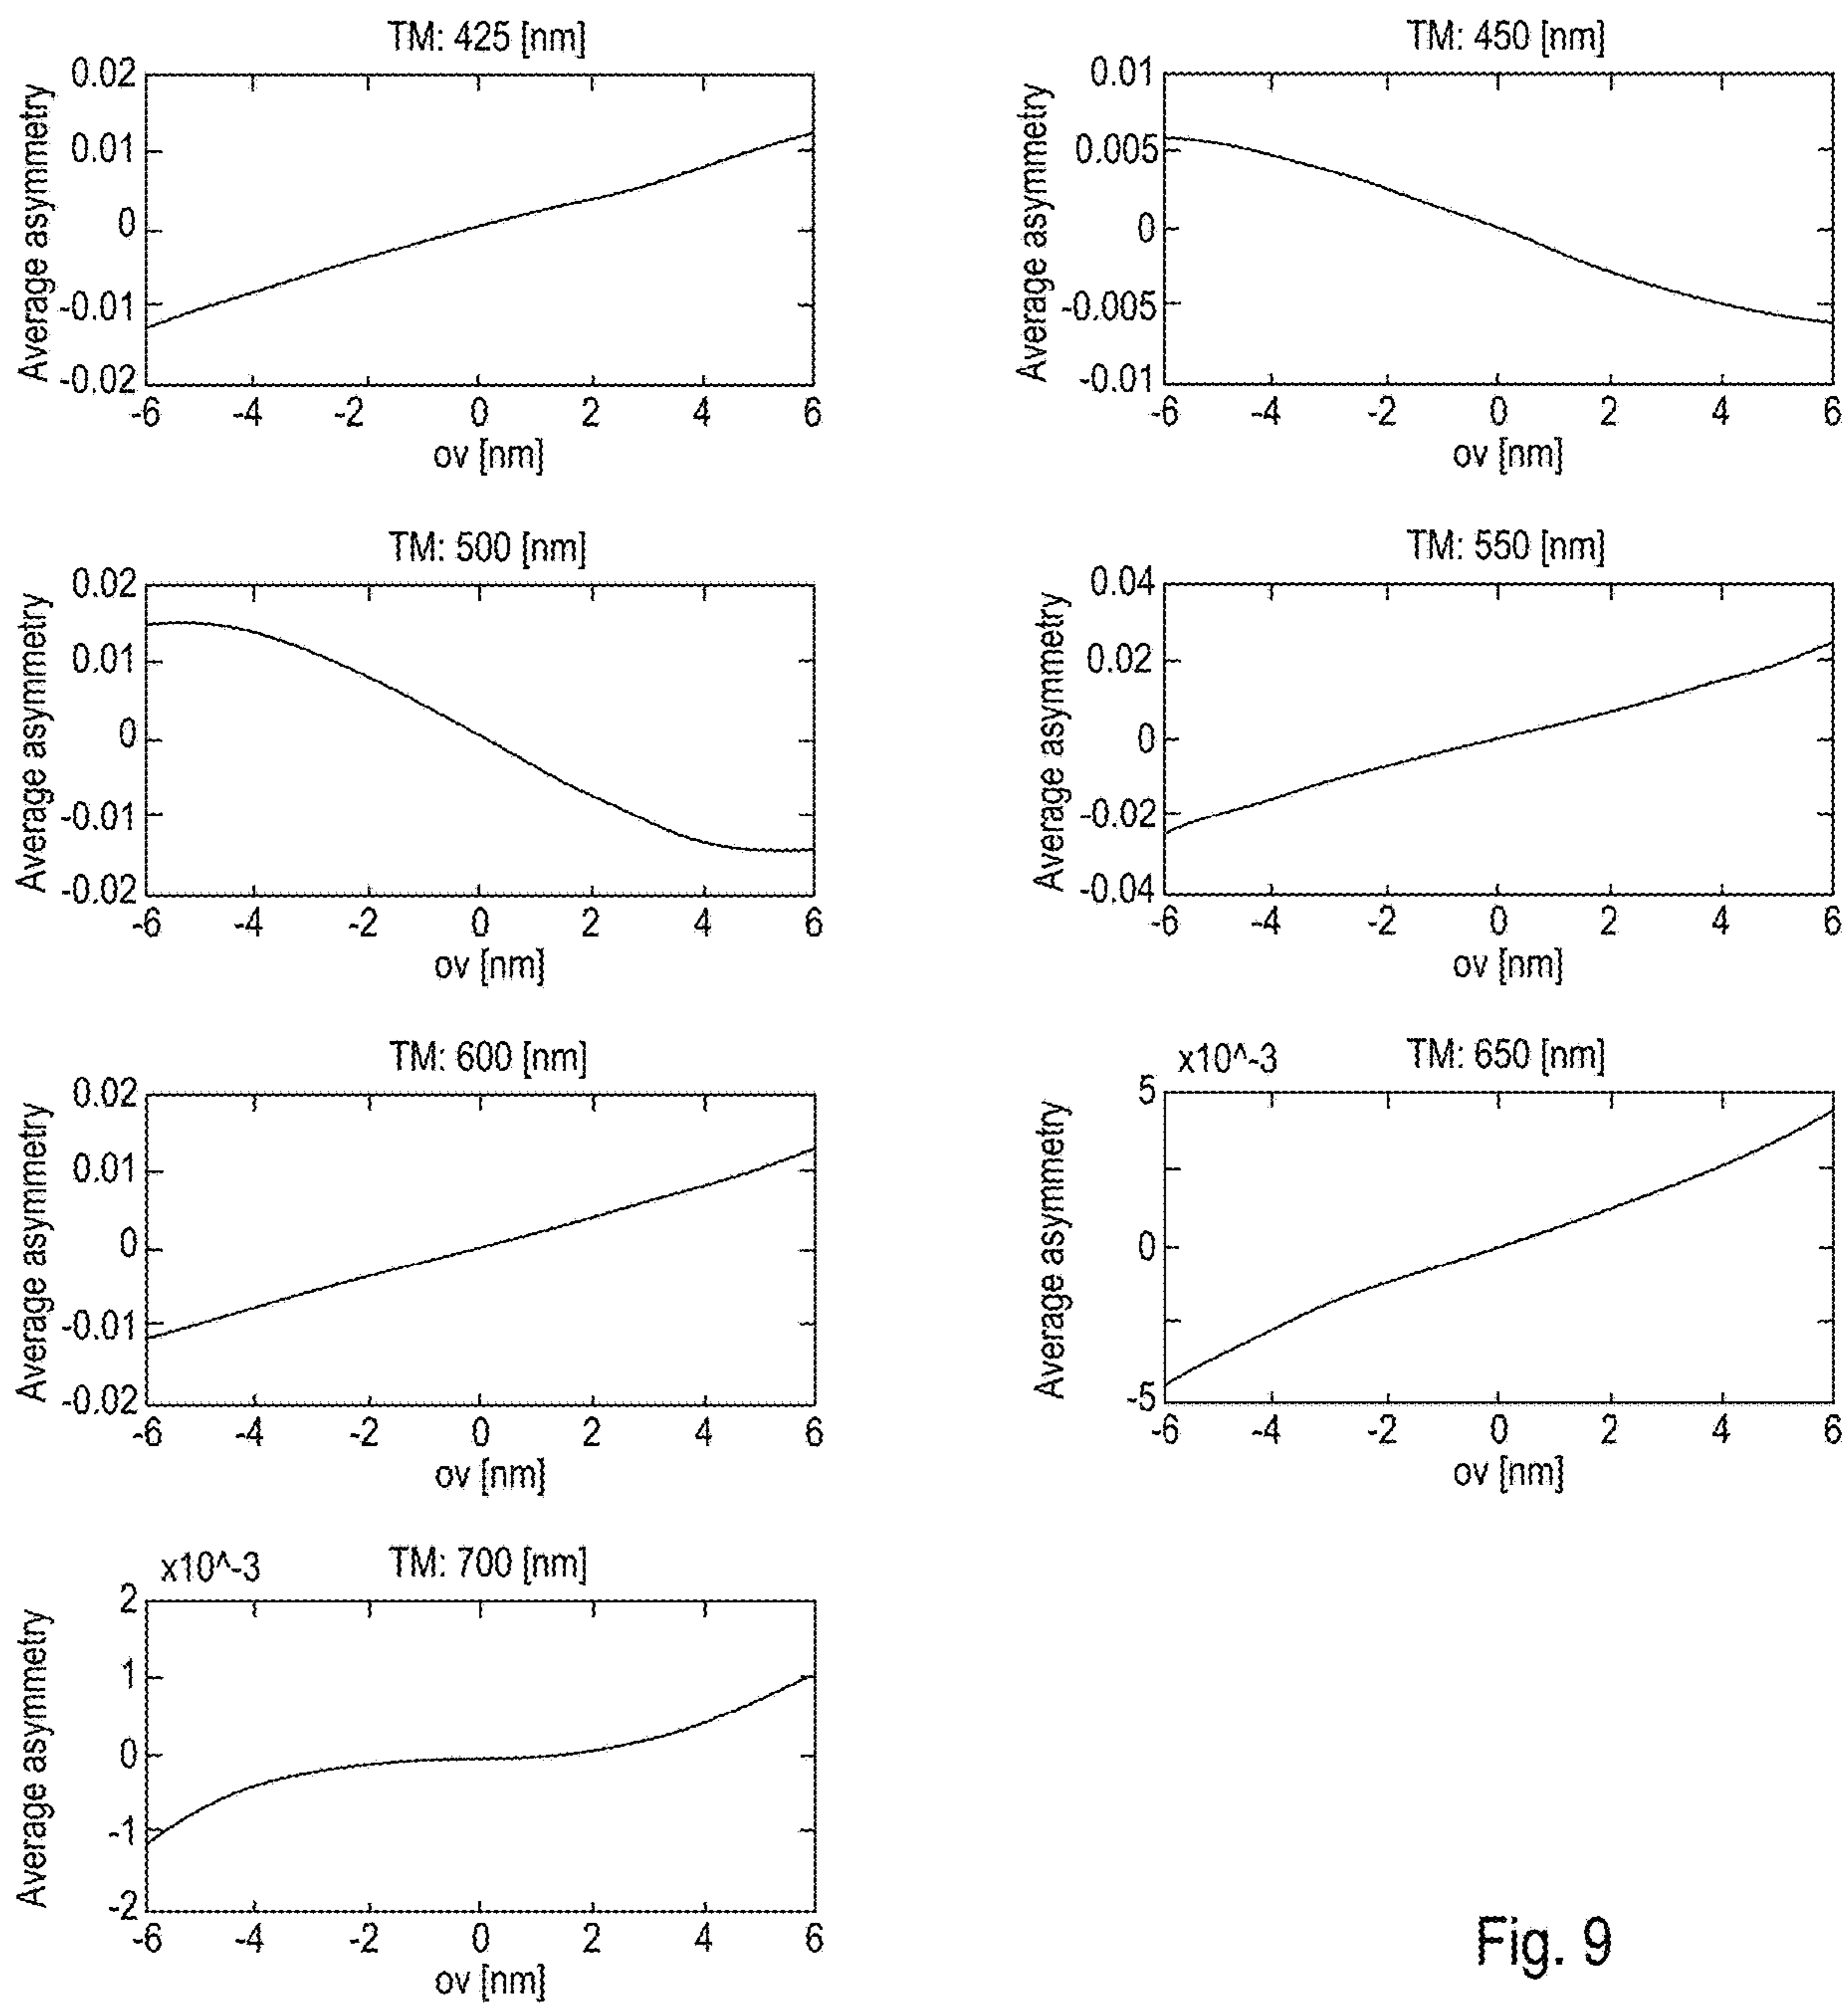 TM: 425 [nm]
Average asymmetry
0.02
0.01
0
-0.01
-0.02
-6 -4 -2 0 2 4 6
ov [nm]
TM: 450 [nm]
Average asymmetry
0.01
0.005
0
-0.005
-0.01
-6 -4 -2 0 2 4 6
ov [nm]
TM: 500 [nm]
Average asymmetry
0.02
0.01
0
-0.01
-0.02
-6 -4 -2 0 2 4 6
ov [nm]
TM: 550 [nm]
Average asymmetry
0.04
0.02
0
-0.02
-0.04
-6 -4 -2 0 2 4 6
ov [nm]
TM: 600 [nm]
Average asymmetry
0.02
0.01
0
-0.01
-0.02
-6 -4 -2 0 2 4 6
ov [nm]
x10^-3 TM: 650 [nm]
Average asymmetry
5
0
-5
-6 -4 -2 0 2 4 6
ov [nm]
x10^-3 TM: 700 [nm]
Average asymmetry
2
1
0
-1
-2
-6 -4 -2 0 2 4 6
ov [nm]
Fig. 9